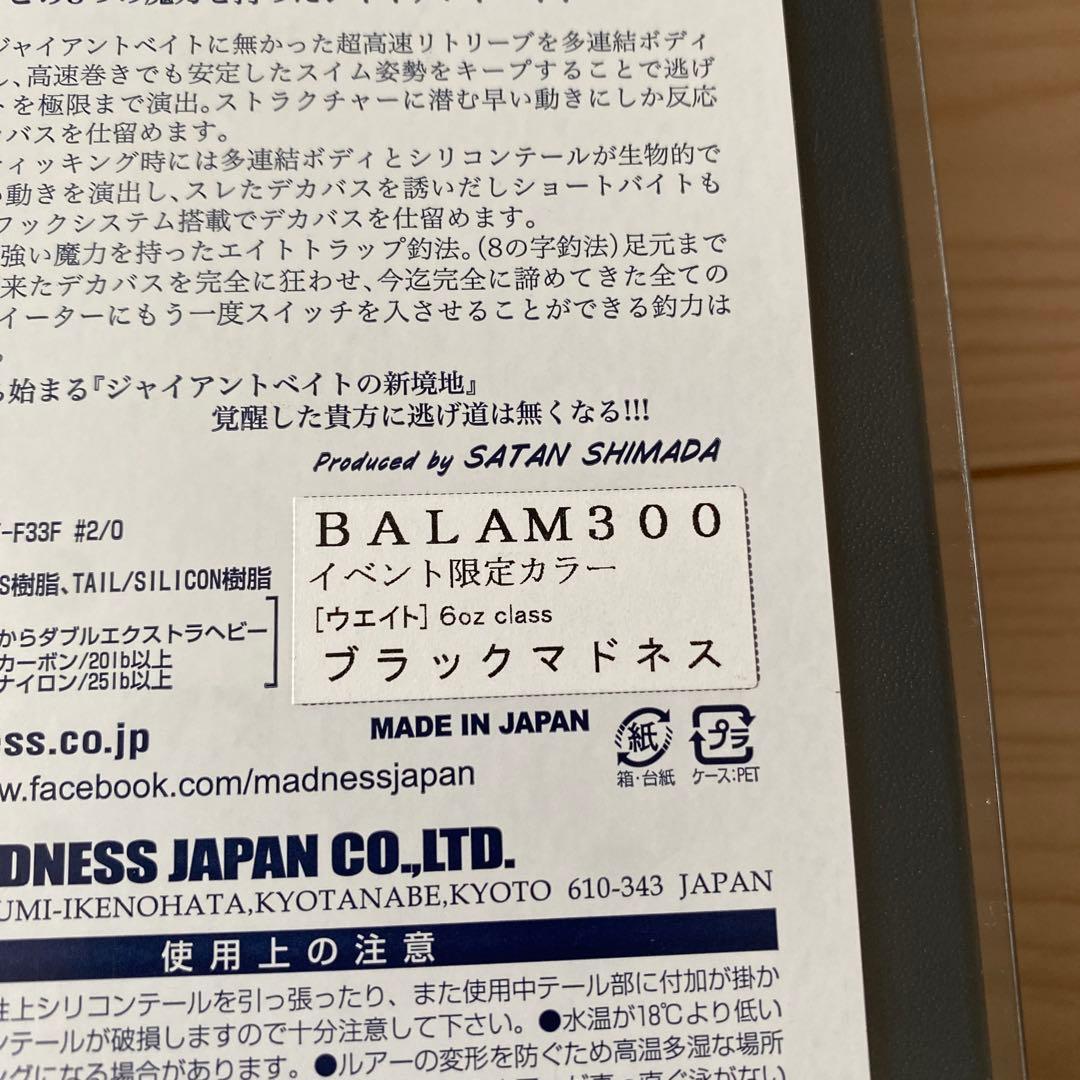 ジャイアントベイトに無かった超高速リトリーブを多連結ボディ
し、高速巻きでも安定したスイム姿勢をキープすることで逃げ
トを極限まで演出。ストラクチャーに潜む早い動きにしか反応
バスを仕留めます。
ィッキング時には多連結ボディとシリコンテールが生物的で
動きを演出し、スレたデカバスを誘いだしショートバイトも
フックシステム搭載でデカバスを仕留めます。
強い魔力を持ったエイトトラップ釣法。(8の字釣法)足元まで
来たデカバスを完全に狂わせ、今迄完全に諦めてきた全ての
イーターにもう一度スイッチを入させることができる釣力は
。
始まる『ジャイアントベイトの新境地』
覚醒した貴方に逃げ道は無くなる!!!
Produced by SATAN SHIMADA
-F33F #2/0
S樹脂、TAIL/SILICON樹脂
からダブルエクストラヘビー
カーボン/20lb以上
ナイロン/25lb以上
BALAM300
イベント限定カラー
[ウエイト] 6oz class
ブラックマドネス
MADE IN JAPAN
紙
箱・台紙
プラ
ケース:PET
ess.co.jp
w.facebook.com/madnessjapan
DNESS JAPAN CO.,LTD.
UMI-IKENOHATA,KYOTANABE,KYOTO 610-343 JAPAN
使用上の注意
性上シリコンテールを引っ張ったり、また使用中テール部に付加が掛か
ンテールが破損しますので十分注意して下さい。●水温が18℃より低い
ングになる場合があります。●ルアーの変形を防ぐため高温多湿な場所